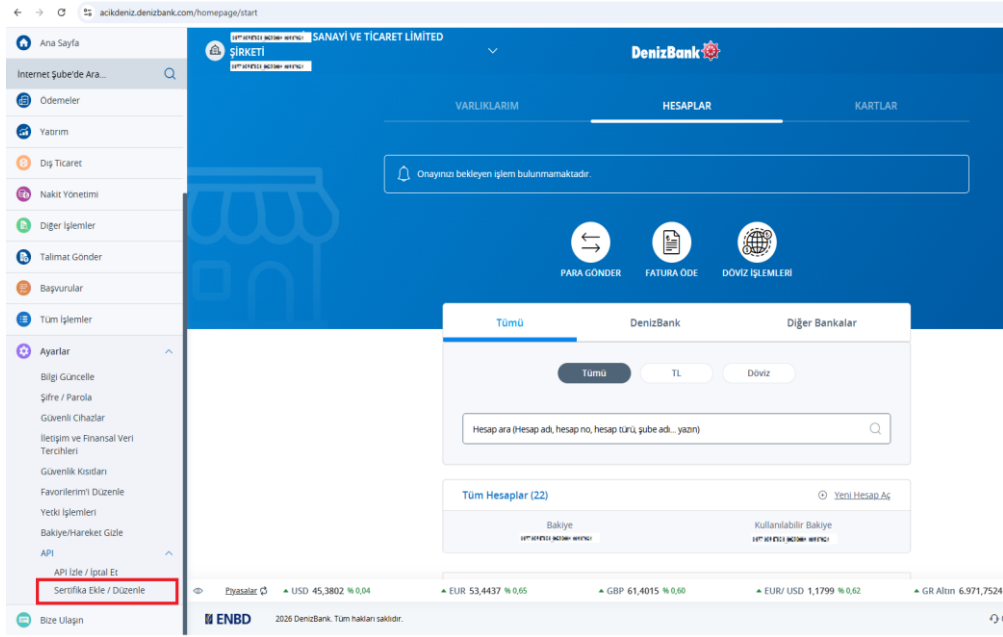 acikdeniz.denizbank.com/homepage/start
Ana Sayfa
İnternet Şube'de Ara...
Ödemeler
Yatırım
Dış Ticaret
Nakit Yönetimi
Diğer İşlemler
Talimat Gönder
Başvurular
Tüm İşlemler
Ayarlar
Bilgi Güncelle
Şifre / Parola
Güvenli Cihazlar
İletişim ve Finansal Veri
Tercihleri
Güvenlik Kısıtları
Favorilerim'i Düzenle
Yetki İşlemleri
Bakiye/Hareket Gizle
API
API İzle / İptal Et
Sertifika Ekle / Düzenle
Bize Ulaşın
SANAYİ VE TİCARET LİMİTED
ŞİRKETİ
DenizBank
VARLIKLARIM HESAPLAR KARTLAR
Onayınızı bekleyen işlem bulunmamaktadır.
PARA GÖNDER FATURA ÖDE DÖVİZ İŞLEMLERİ
Tümü DenizBank Diğer Bankalar
Tümü TL Döviz
Hesap ara (Hesap adı, hesap no, hesap türü, şube adı... yazın)
Tüm Hesaplar (22) Yeni Hesap Aç
Bakiye Kullanılabilir Bakiye
Piyasalar USD 45,3802 %0,04 EUR 53,4437 %0,65 GBP 61,4015 %0,60 EUR/ USD 1,1799 %0,62 GR Altın 6.971,7524
ENBD 2026 DenizBank. Tüm hakları saklıdır.